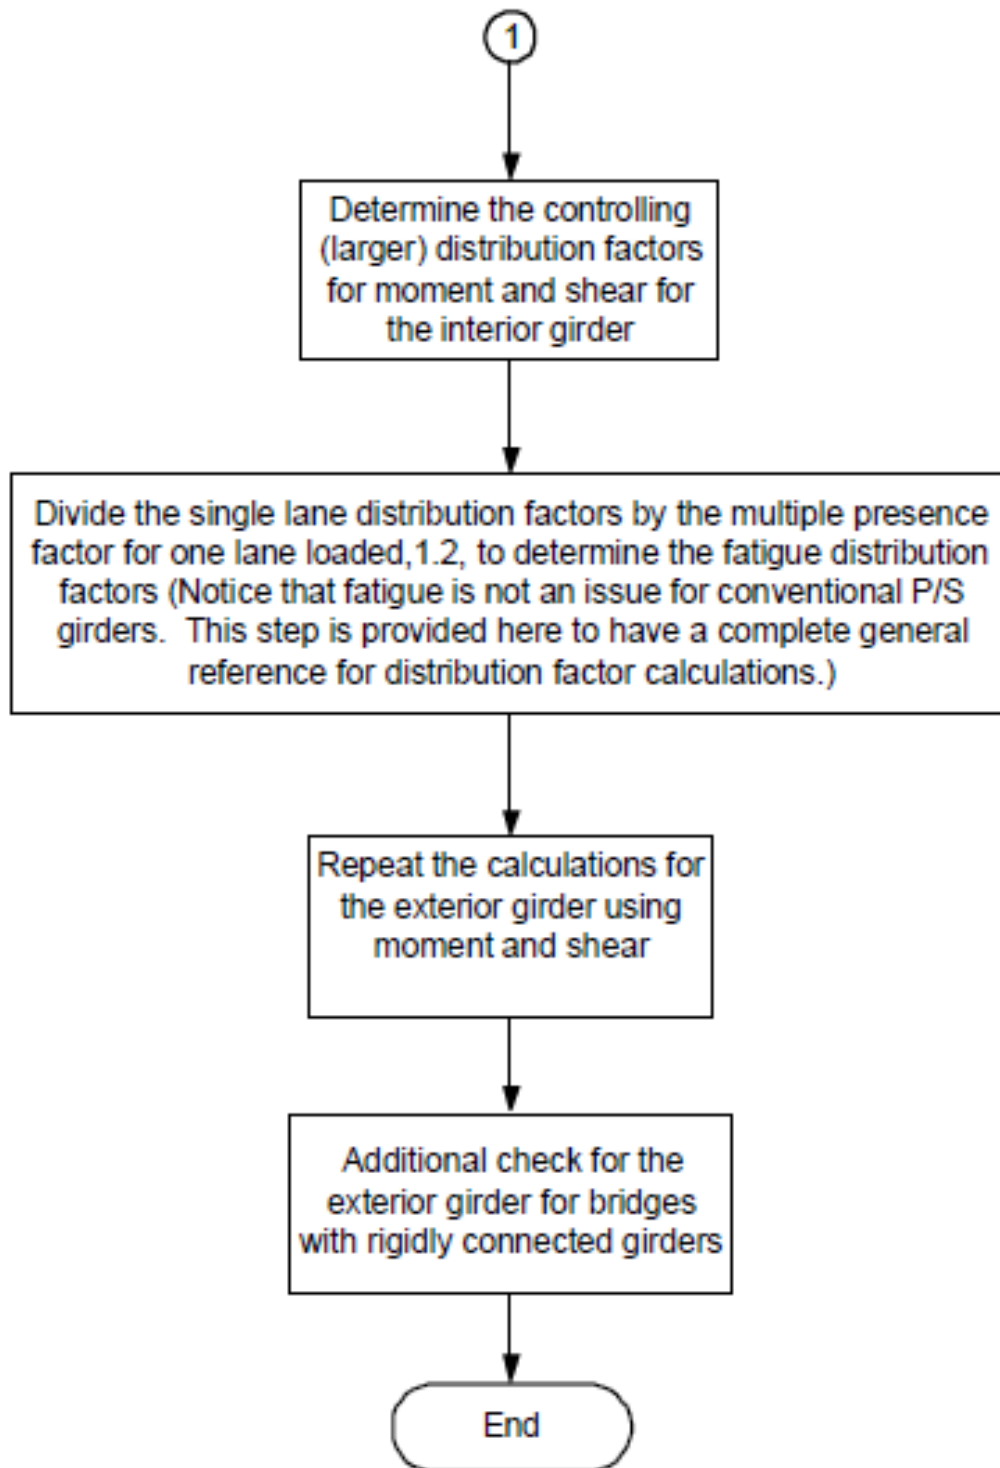 1
Determine the controlling
(larger) distribution factors
for moment and shear for
the interior girder
Divide the single lane distribution factors by the multiple presence
factor for one lane loaded,1.2, to determine the fatigue distribution
factors (Notice that fatigue is not an issue for conventional P/S
girders.  This step is provided here to have a complete general
reference for distribution factor calculations.)
Repeat the calculations for
the exterior girder using
moment and shear
Additional check for the
exterior girder for bridges
with rigidly connected girders
End